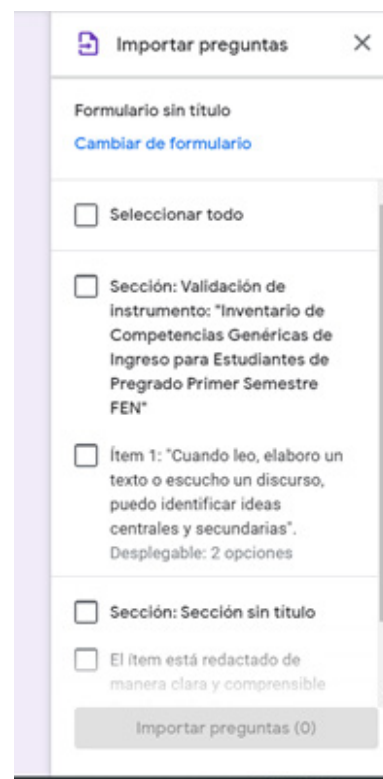 Importar preguntas
Formulario sin título
Cambiar de formulario
Seleccionar todo
Sección: Validación de
instrumento: "Inventario de
Competencias Genéricas de
Ingreso para Estudiantes de
Pregrado Primer Semestre
FEN"
Ítem 1: "Cuando leo, elaboro un
texto o escucho un discurso,
puedo identificar ideas
centrales y secundarias".
Desplegable: 2 opciones
Sección: Sección sin título
El ítem está redactado de
manera clara y comprensible
Importar preguntas (0)